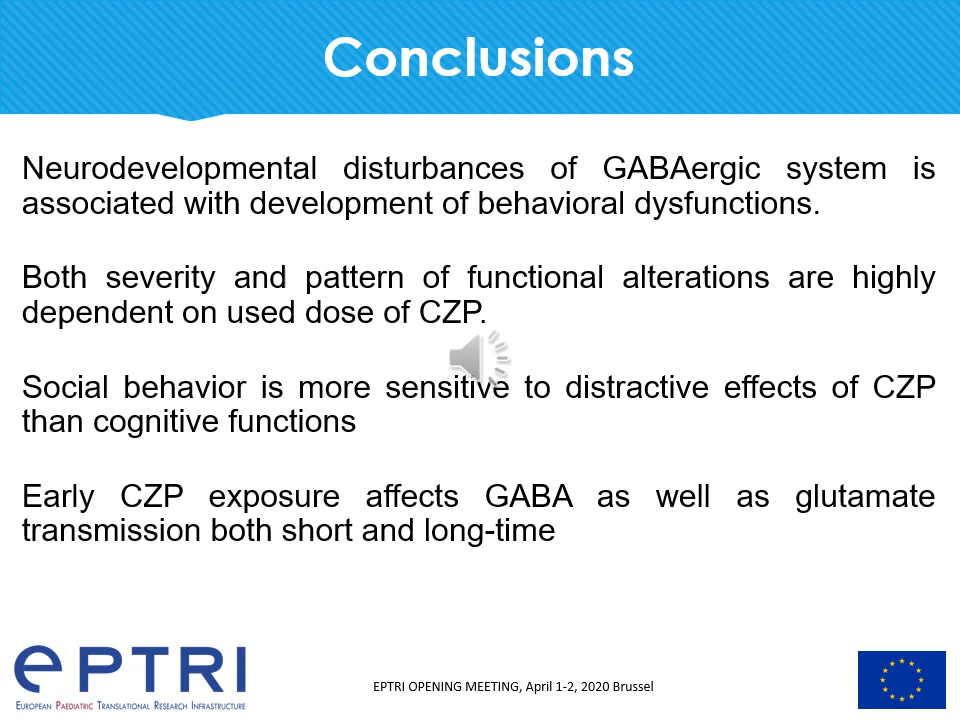 Conclusions
Neurodevelopmental disturbances of GABAergic system is
associated with development of behavioral dysfunctions.
Both severity and pattern of functional alterations are highly
dependent on used dose of CZP.
Social behavior is more sensitive to distractive effects of CZP
than cognitive functions
Early CZP exposure affects GABA as well as glutamate
transmission both short and long-time
ePTRI
European Paediatric Translational Research Infrastructure
EPTRI OPENING MEETING, April 1-2, 2020 Brussel